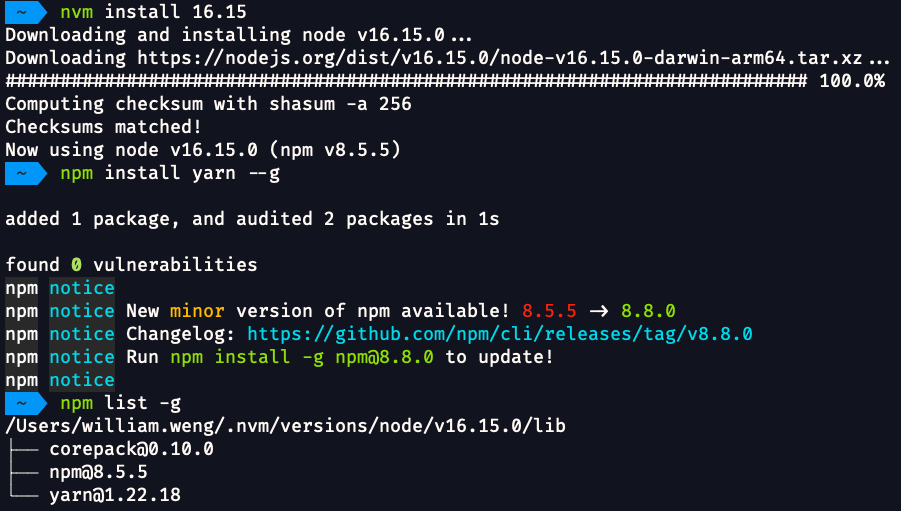 ~ nvm install 16.15
Downloading and installing node v16.15.0...
Downloading https://nodejs.org/dist/v16.15.0/node-v16.15.0-darwin-arm64.tar.xz...
######################################################################### 100.0%
Computing checksum with shasum -a 256
Checksums matched!
Now using node v16.15.0 (npm v8.5.5)
~ npm install yarn --g
added 1 package, and audited 2 packages in 1s
found 0 vulnerabilities
npm notice
npm notice New minor version of npm available! 8.5.5 -> 8.8.0
npm notice Changelog: https://github.com/npm/cli/releases/tag/v8.8.0
npm notice Run npm install -g npm@8.8.0 to update!
npm notice
~ npm list -g
/Users/william.weng/.nvm/versions/node/v16.15.0/lib
├── corepack@0.10.0
├── npm@8.5.5
└── yarn@1.22.18